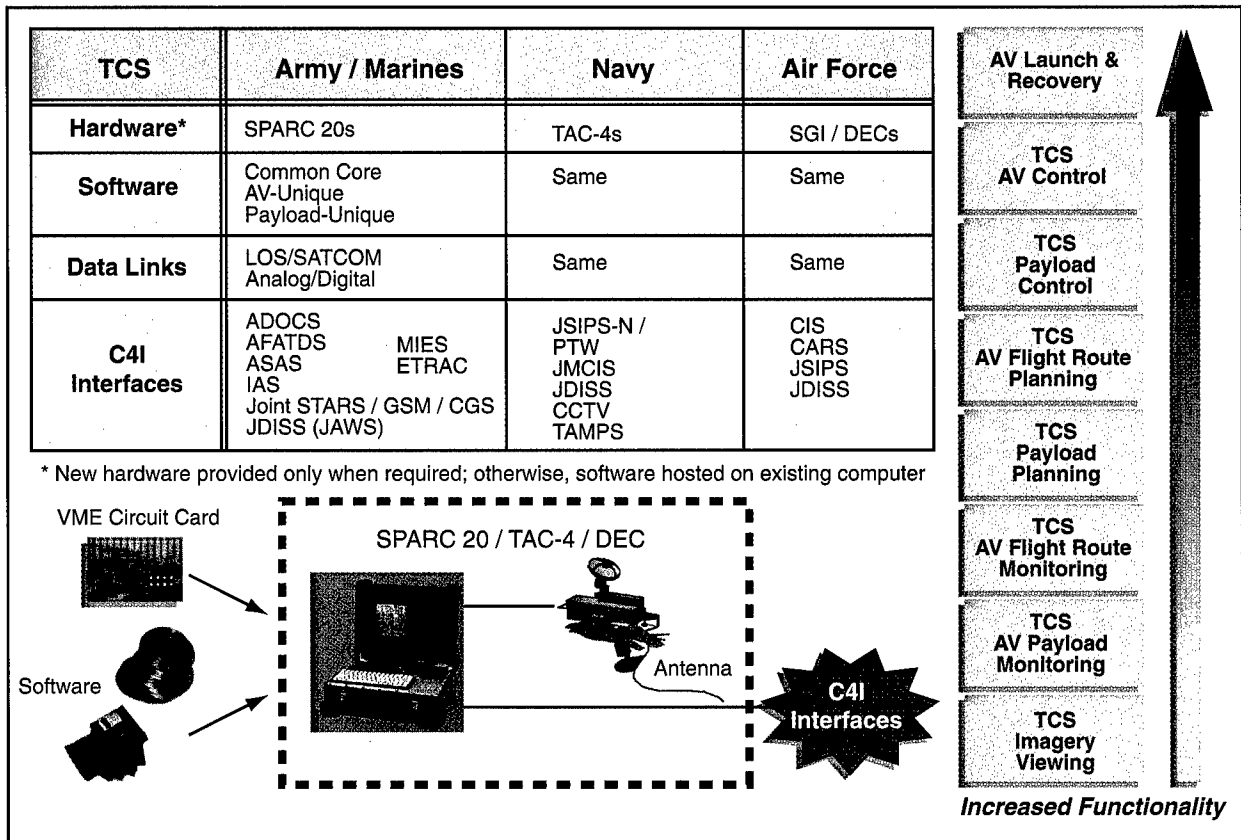 TCS
Army / Marines
Navy
Air Force
Hardware*
SPARC 20s
TAC-4s
SGI / DECs
Software
Common Core
AV-Unique
Payload-Unique
Same
Same
Data Links
LOS/SATCOM
Analog/Digital
Same
Same
C4I
Interfaces
ADOCS
AFATDS
ASAS
IAS
Joint STARS / GSM / CGS
JDISS (JAWS)
MIES
ETRAC
JSIPS-N /
PTW
JMCIS
JDISS
CCTV
TAMPS
CIS
CARS
JSIPS
JDISS
* New hardware provided only when required; otherwise, software hosted on existing computer
VME Circuit Card
Software
SPARC 20 / TAC-4 / DEC
Antenna
C4I
Interfaces
AV Launch &
Recovery
TCS
AV Control
TCS
Payload
Control
TCS
AV Flight Route
Planning
TCS
Payload
Planning
TCS
AV Flight Route
Monitoring
TCS
AV Payload
Monitoring
TCS
Imagery
Viewing
Increased Functionality